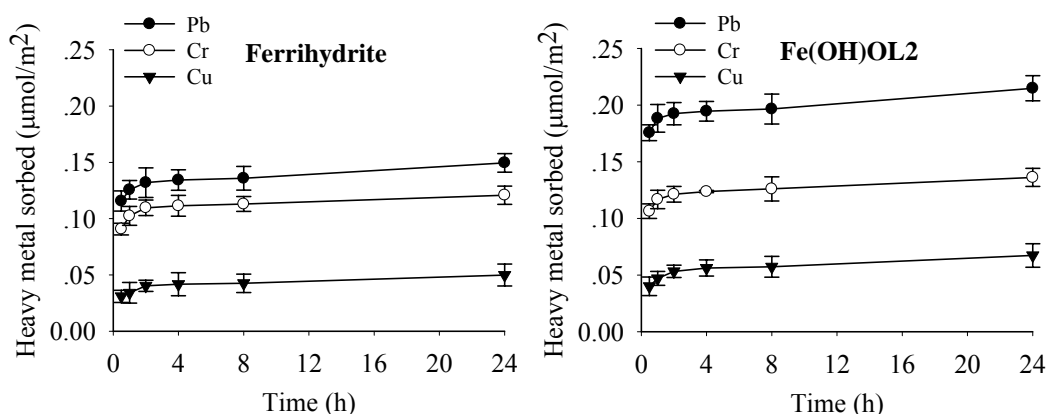 Pb
Cr
Cu
Ferrihydrite
.25
.20
.15
.10
.05
0.00
0 4 8 12 16 20 24
Time (h)
Heavy metal sorbed (µmol/m²)
Pb
Cr
Cu
Fe(OH)OL2
.25
.20
.15
.10
.05
0.00
0 4 8 12 16 20 24
Time (h)
Heavy metal sorbed (µmol/m²)